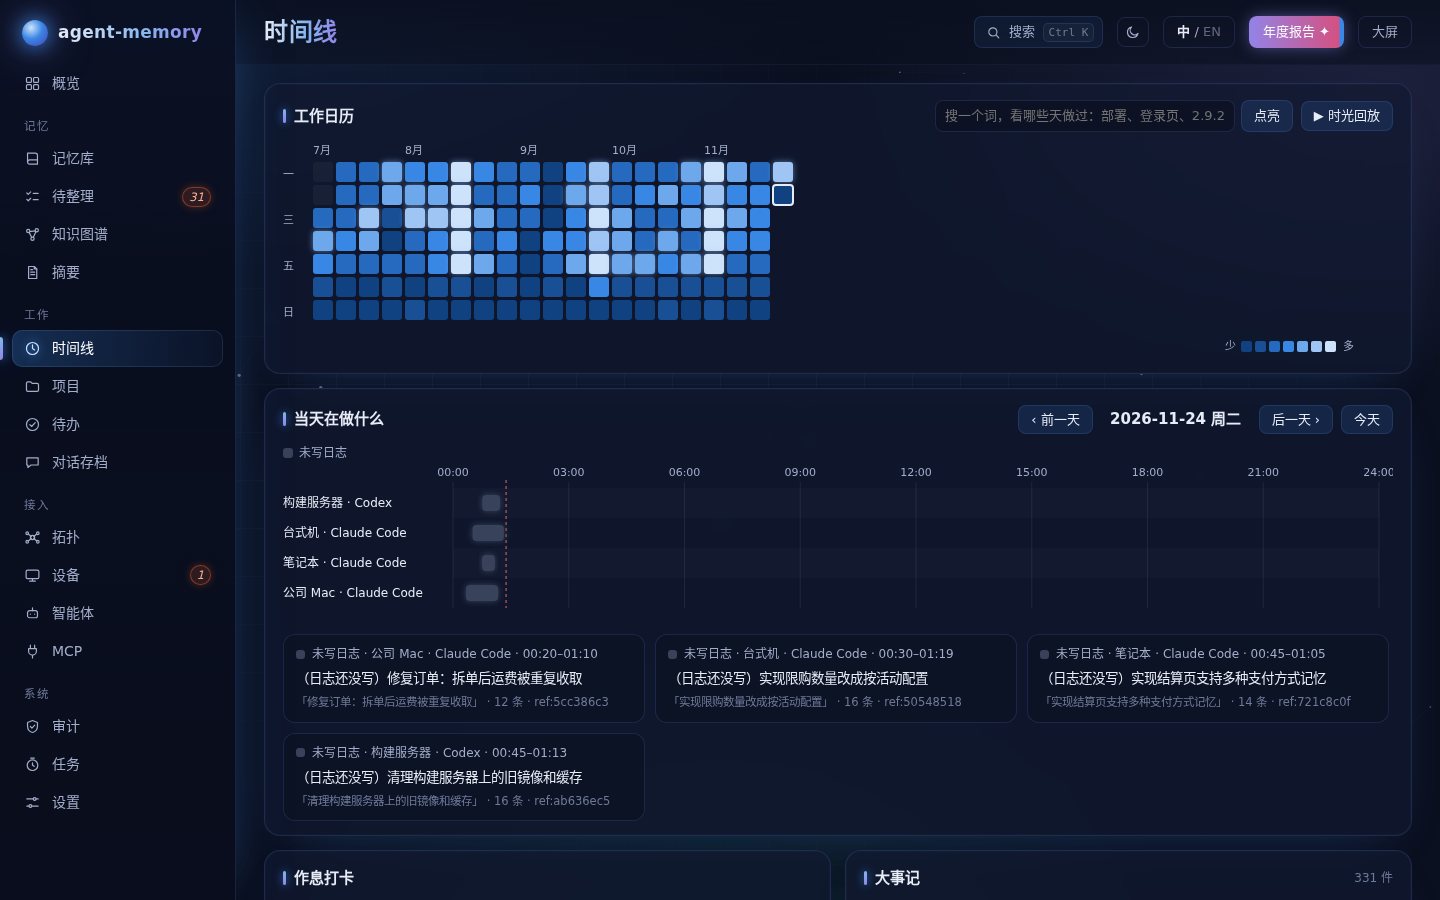 agent-memory
概览
记忆
记忆库
待整理 31
知识图谱
摘要
工作
时间线
项目
待办
对话存档
接入
拓扑
设备 1
智能体
MCP
系统
审计
任务
设置
时间线
搜索 Ctrl K
中 / EN
年度报告 ✦
大屏
工作日历
搜一个词，看哪些天做过：部署、登录页、2.9.2
点亮
▶ 时光回放
7月 8月 9月 10月 11月
一
三
五
日
少 多
当天在做什么
‹ 前一天
2026-11-24 周二
后一天 ›
今天
未写日志
00:00 03:00 06:00 09:00 12:00 15:00 18:00 21:00 24:00
构建服务器 · Codex
台式机 · Claude Code
笔记本 · Claude Code
公司 Mac · Claude Code
未写日志 · 公司 Mac · Claude Code · 00:20–01:10
（日志还没写）修复订单：拆单后运费被重复收取
「修复订单：拆单后运费被重复收取」 · 12 条 · ref:5cc386c3
未写日志 · 台式机 · Claude Code · 00:30–01:19
（日志还没写）实现限购数量改成按活动配置
「实现限购数量改成按活动配置」 · 16 条 · ref:50548518
未写日志 · 笔记本 · Claude Code · 00:45–01:05
（日志还没写）实现结算页支持多种支付方式记忆
「实现结算页支持多种支付方式记忆」 · 14 条 · ref:721c8c0f
未写日志 · 构建服务器 · Codex · 00:45–01:13
（日志还没写）清理构建服务器上的旧镜像和缓存
「清理构建服务器上的旧镜像和缓存」 · 16 条 · ref:ab636ec5
作息打卡
大事记
331 件